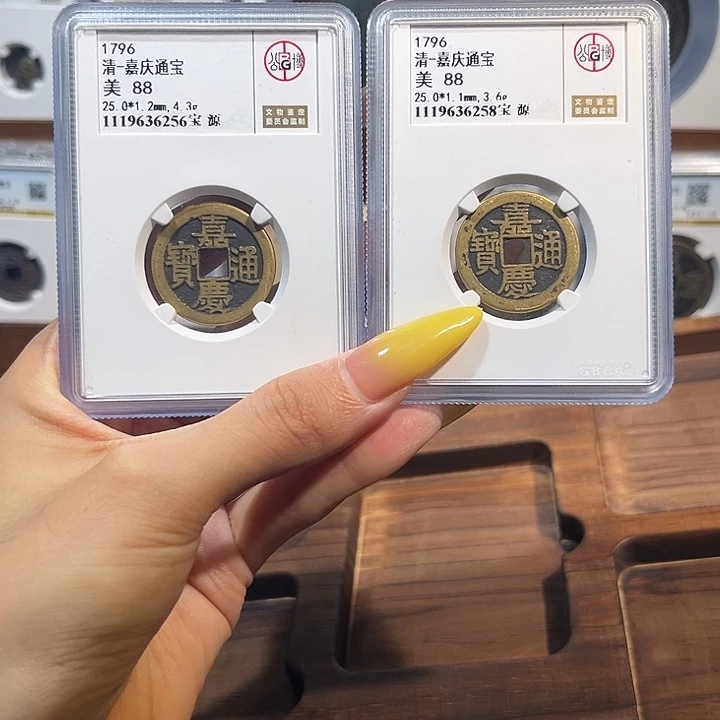 1796
清-嘉庆通宝
美 88
25.0*1.2mm,4.3g
1119636256宝 源
公 博
文物鉴定
委员会监制
嘉
寶 通
慶
1796
清-嘉庆通宝
美 88
25.0*1.1mm,3.6g
1119636258宝 源
公 博
文物鉴定
委员会监制
嘉
寶 通
慶
GBCA